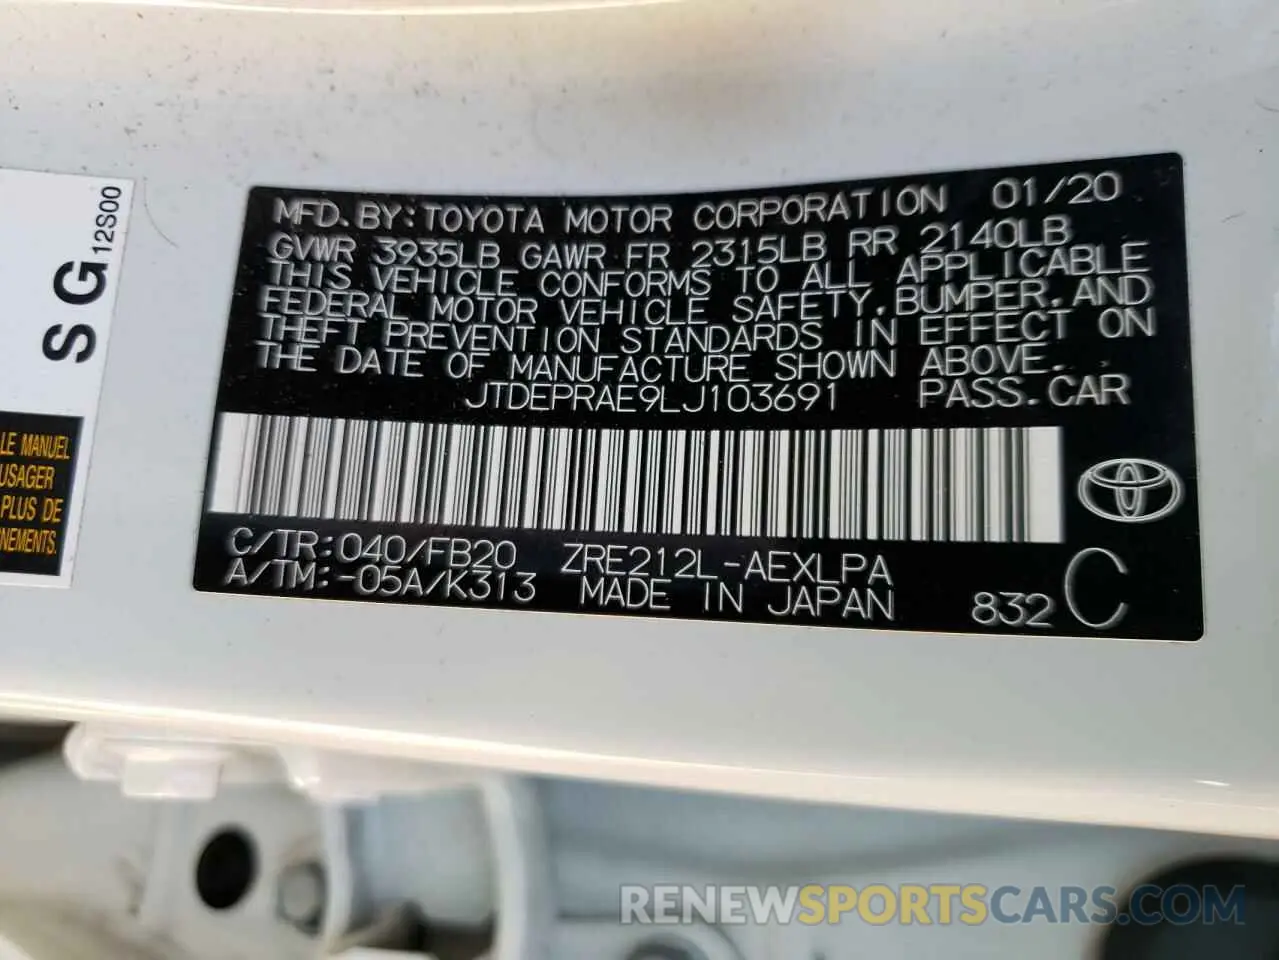 SG12S00
LE MANUEL
USAGER
PLUS DE
NEMENTS.
MFD. BY: TOYOTA MOTOR CORPORATION 01/20
GVWR 3935LB GAWR FR 2315LB RR 2140LB
THIS VEHICLE CONFORMS TO ALL APPLICABLE
FEDERAL MOTOR VEHICLE SAFETY, BUMPER, AND
THEFT PREVENTION STANDARDS IN EFFECT ON
THE DATE OF MANUFACTURE SHOWN ABOVE.
JTDEPRAE9LJ103691 PASS. CAR
C/TR: 040/FB20 ZRE212L-AEXLPA
A/TM: -05A/K313 MADE IN JAPAN 832 C
RENEWSPORTSCARS.COM